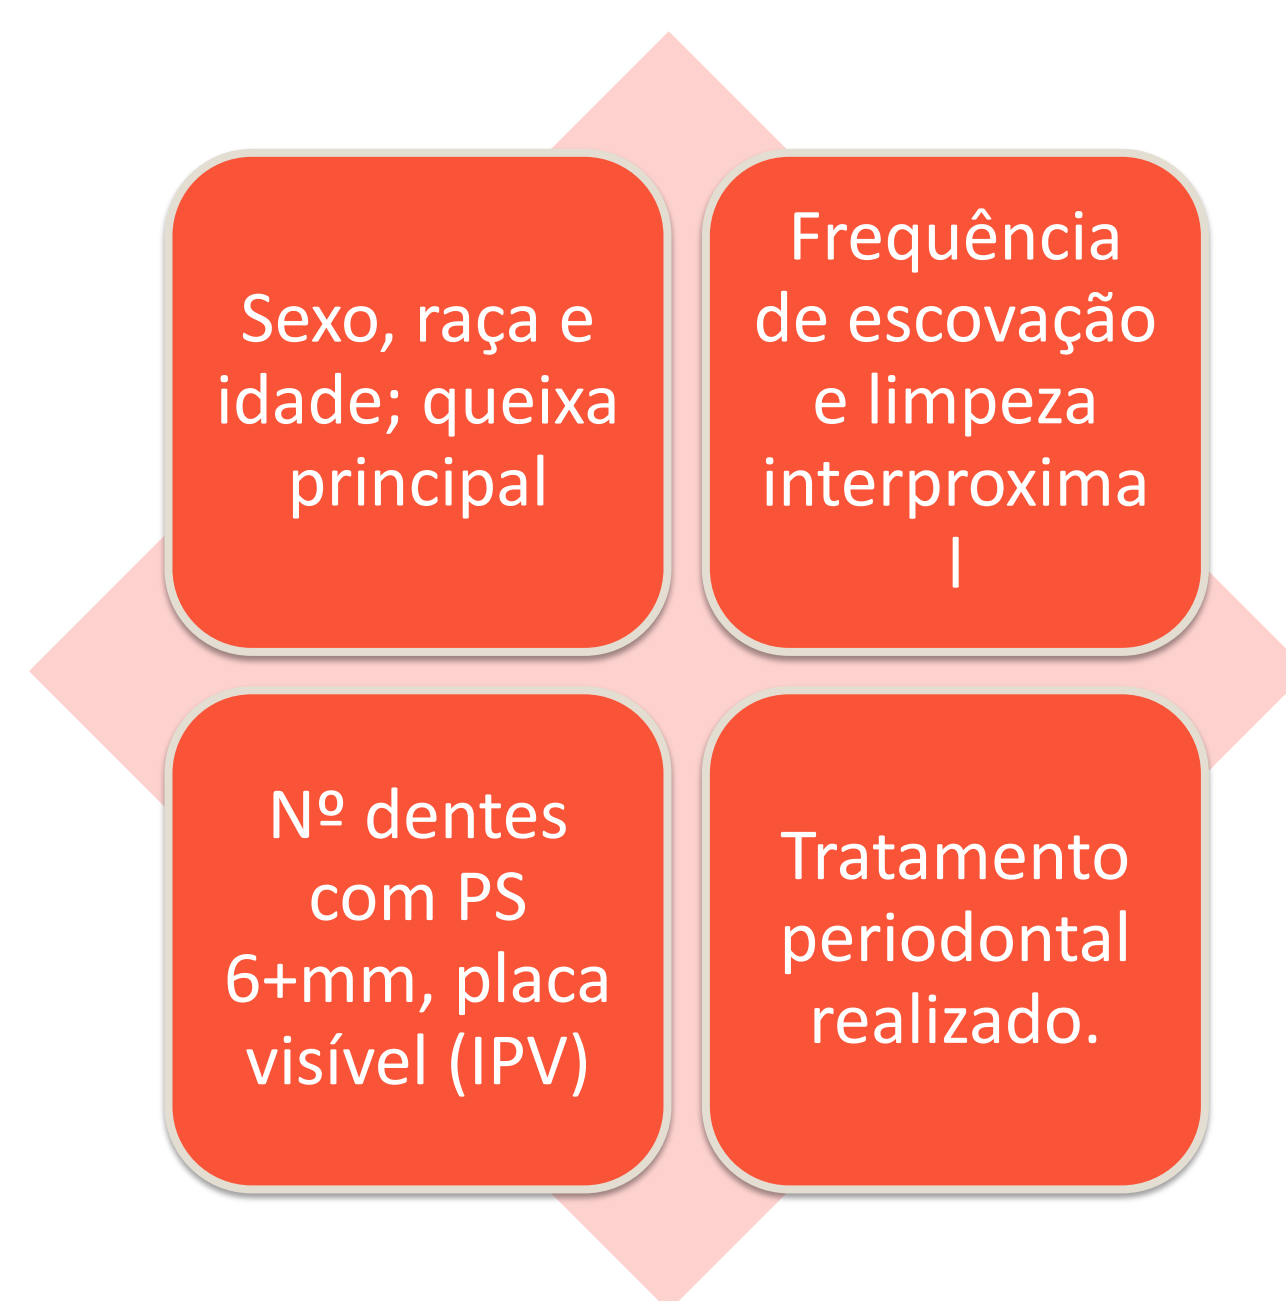 Sexo, raça e
idade; queixa
principal
Frequência
de escovação
e limpeza
interproxima
l
Nº dentes
com PS
6+mm, placa
visível (IPV)
Tratamento
periodontal
realizado.